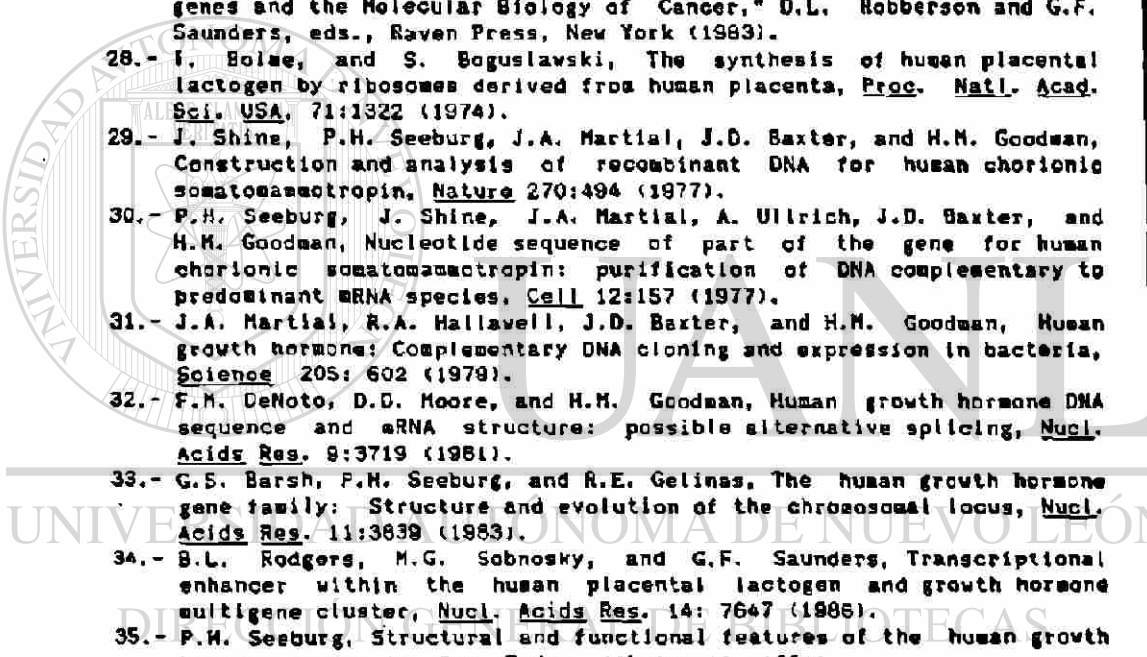 genes and the Molecular Biology of Cancer," D.L. Robberson and G.F.
Saunders, eds., Raven Press, New York (1983).
28.- I. Boime, and S. Boguslawski, The synthesis of human placental
lactogen by ribosomes derived from human placenta, Proc. Natl. Acad.
Sci. USA, 71:1322 (1974).
29.- J. Shine, P.H. Seeburg, J.A. Martial, J.D. Baxter, and H.M. Goodman,
Construction and analysis of recombinant DNA for human chorionic
somatomammotropin, Nature 270:494 (1977).
30.- P.H. Seeburg, J. Shine, J.A. Martial, A. Ullrich, J.D. Baxter, and
H.M. Goodman, Nucleotide sequence of part of the gene for human
chorionic somatomammotropin: purification of DNA complementary to
predominant mRNA species, Cell 12:157 (1977).
31.- J.A. Martial, R.A. Hallewell, J.D. Baxter, and H.M. Goodman, Human
growth hormone: Complementary DNA cloning and expression in bacteria,
Science 205: 602 (1979).
32.- F.M. DeNoto, D.D. Moore, and H.M. Goodman, Human growth hormone DNA
sequence and mRNA structure: possible alternative splicing, Nucl.
Acids Res. 9:3719 (1981).
33.- G.S. Barsh, P.H. Seeburg, and R.E. Gelinas, The human growth hormone
gene family: Structure and evolution of the chromosomal locus, Nucl.
Acids Res. 11:3939 (1983).
34.- B.L. Rodgers, M.G. Sobnosky, and G.F. Saunders, Transcriptional
enhancer within the human placental lactogen and growth hormone
multigene cluster, Nucl. Acids Res. 14: 7647 (1986).
35.- P.H. Seeburg, Structural and functional features of the human growth
UNIVERSIDAD AUTÓNOMA DE NUEVO LEÓN
DIRECCIÓN GENERAL DE BIBLIOTECAS
UANL